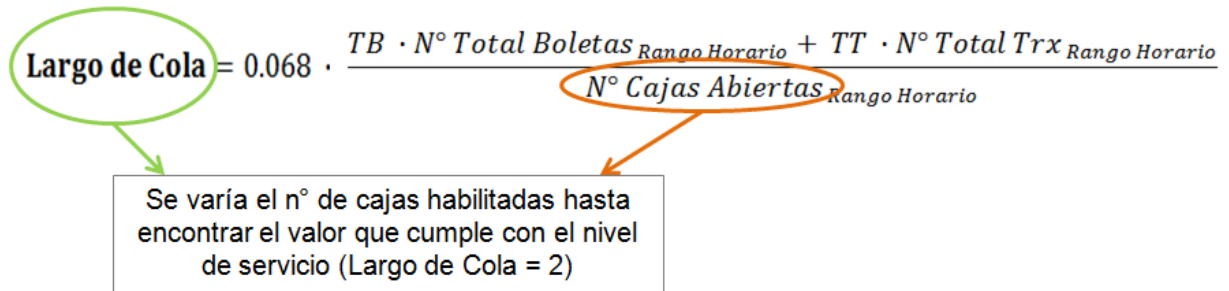 Largo de Cola = 0.068 · TB · N° Total Boletas Rango Horario + TT · N° Total Trx Rango Horario
N° Cajas Abiertas Rango Horario
Se varía el n° de cajas habilitadas hasta
encontrar el valor que cumple con el nivel
de servicio (Largo de Cola = 2)